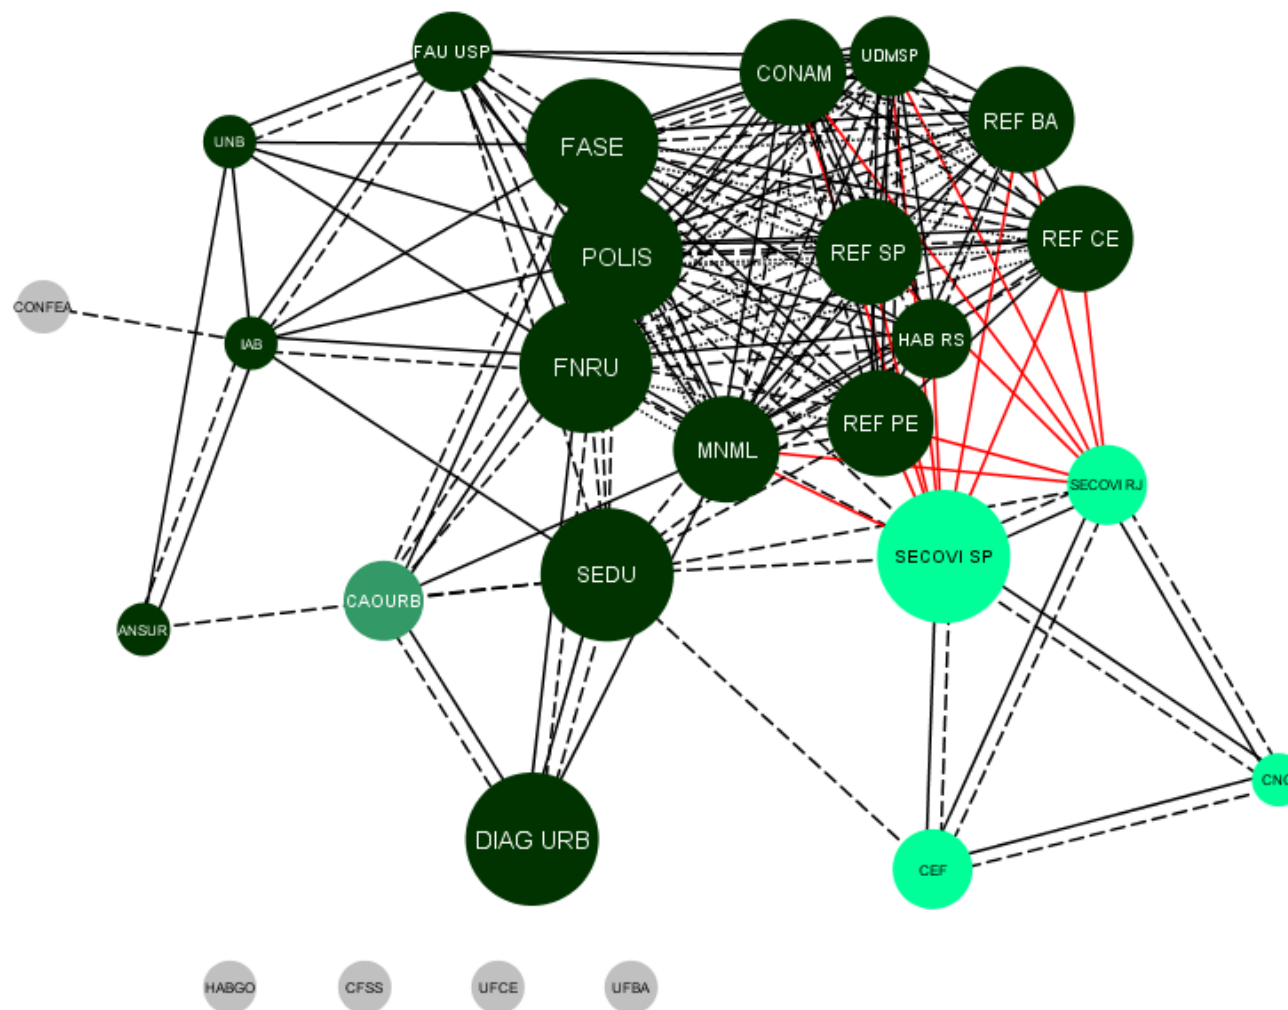 FAU USP
UDMSP
CONAM
REF BA
UNB
FASE
REF CE
REF SP
POLIS
CONFEA
HAB RS
IAB
FNRU
REF PE
MNML
SECOVI RJ
SECOVI SP
SEDU
CAOURB
ANSUR
DIAG URB
CEF
HABGO
CFSS
UFCE
UFBA